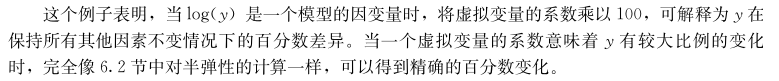 这个例子表明，当 log(y) 是一个模型的因变量时，将虚拟变量的系数乘以 100，可解释为 y 在
保持所有其他因素不变情况下的百分数差异。当一个虚拟变量的系数意味着 y 有较大比例的变化
时，完全像 6.2 节中对半弹性的计算一样，可以得到精确的百分数变化。